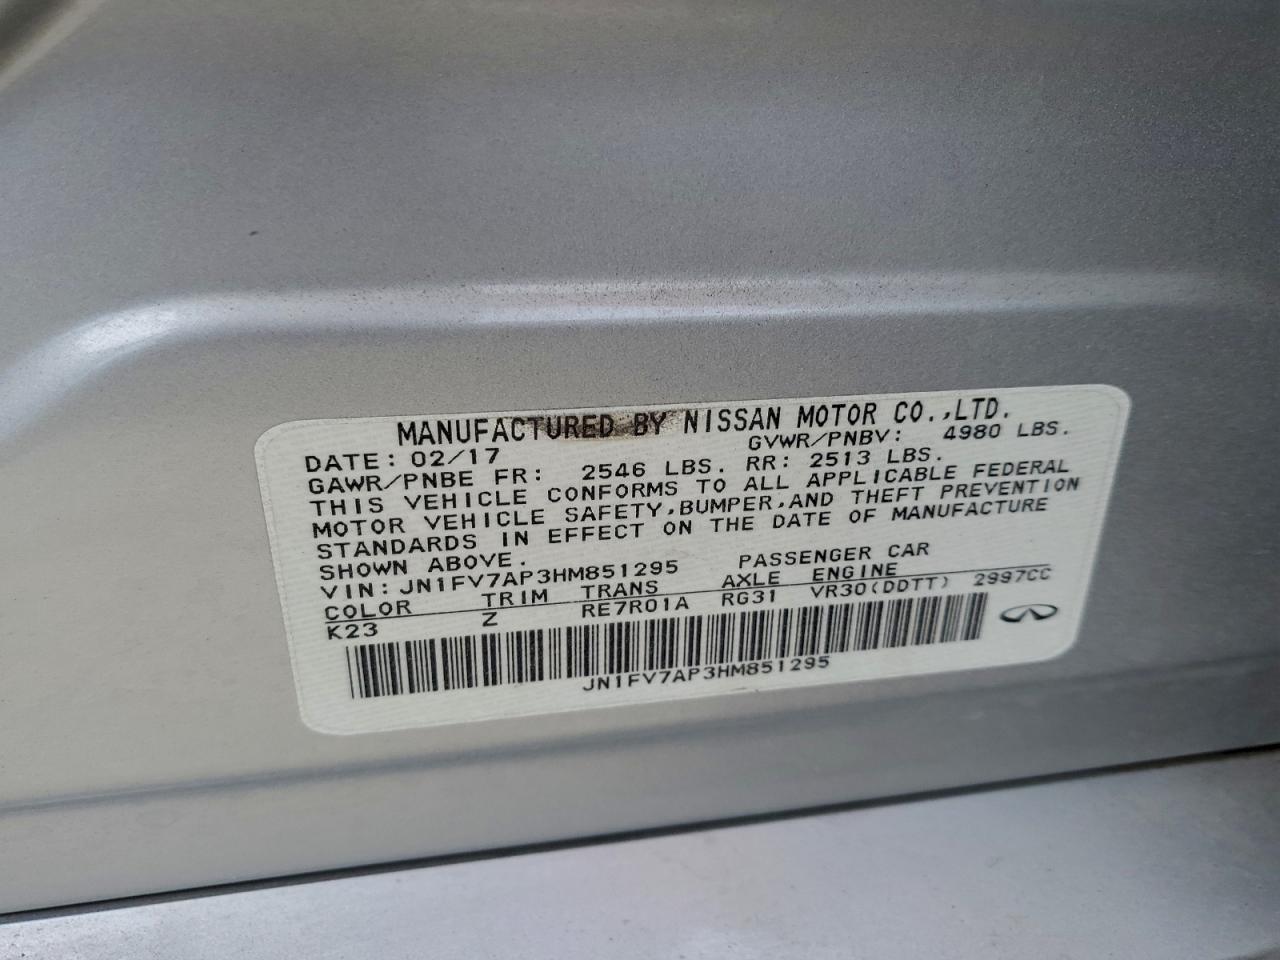 MANUFACTURED BY NISSAN MOTOR CO.,LTD.
DATE: 02/17 GVWR/PNBV: 4980 LBS.
GAWR/PNBE FR: 2546 LBS. RR: 2513 LBS.
THIS VEHICLE CONFORMS TO ALL APPLICABLE FEDERAL
MOTOR VEHICLE SAFETY,BUMPER,AND THEFT PREVENTION
STANDARDS IN EFFECT ON THE DATE OF MANUFACTURE
SHOWN ABOVE.
VIN: JN1FV7AP3HM851295 PASSENGER CAR
COLOR TRIM TRANS AXLE ENGINE
K23 Z RE7R01A RG31 VR30(DDTT) 2997CC
JN1FV7AP3HM851295